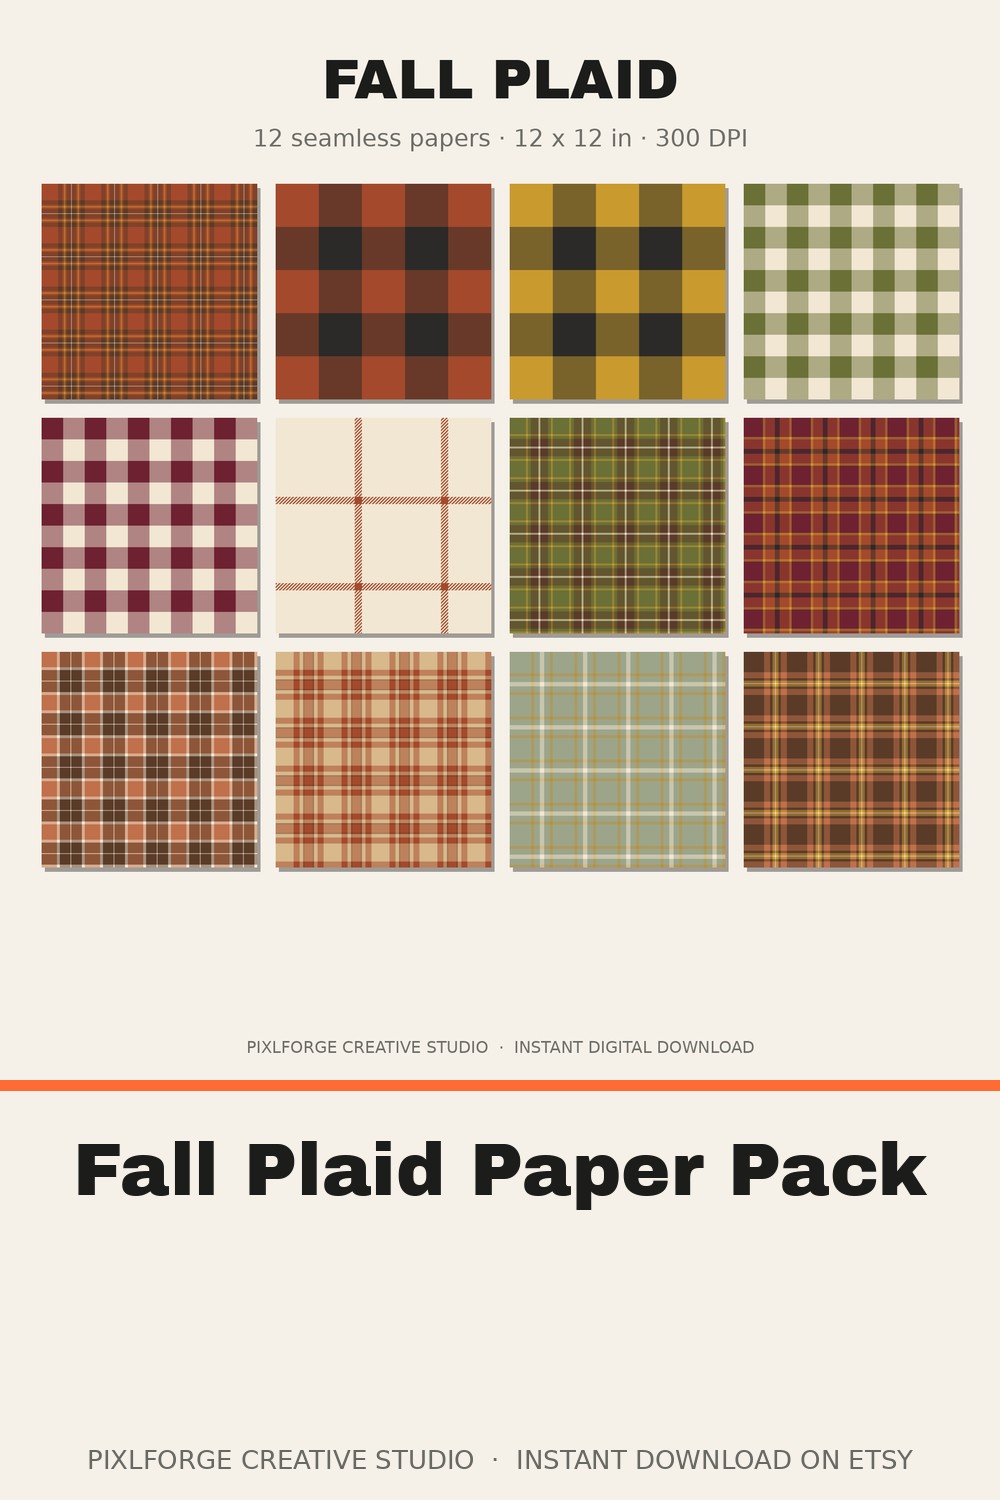 FALL PLAID
12 seamless papers · 12 x 12 in · 300 DPI
PIXLFORGE CREATIVE STUDIO · INSTANT DIGITAL DOWNLOAD
Fall Plaid Paper Pack
PIXLFORGE CREATIVE STUDIO · INSTANT DOWNLOAD ON ETSY